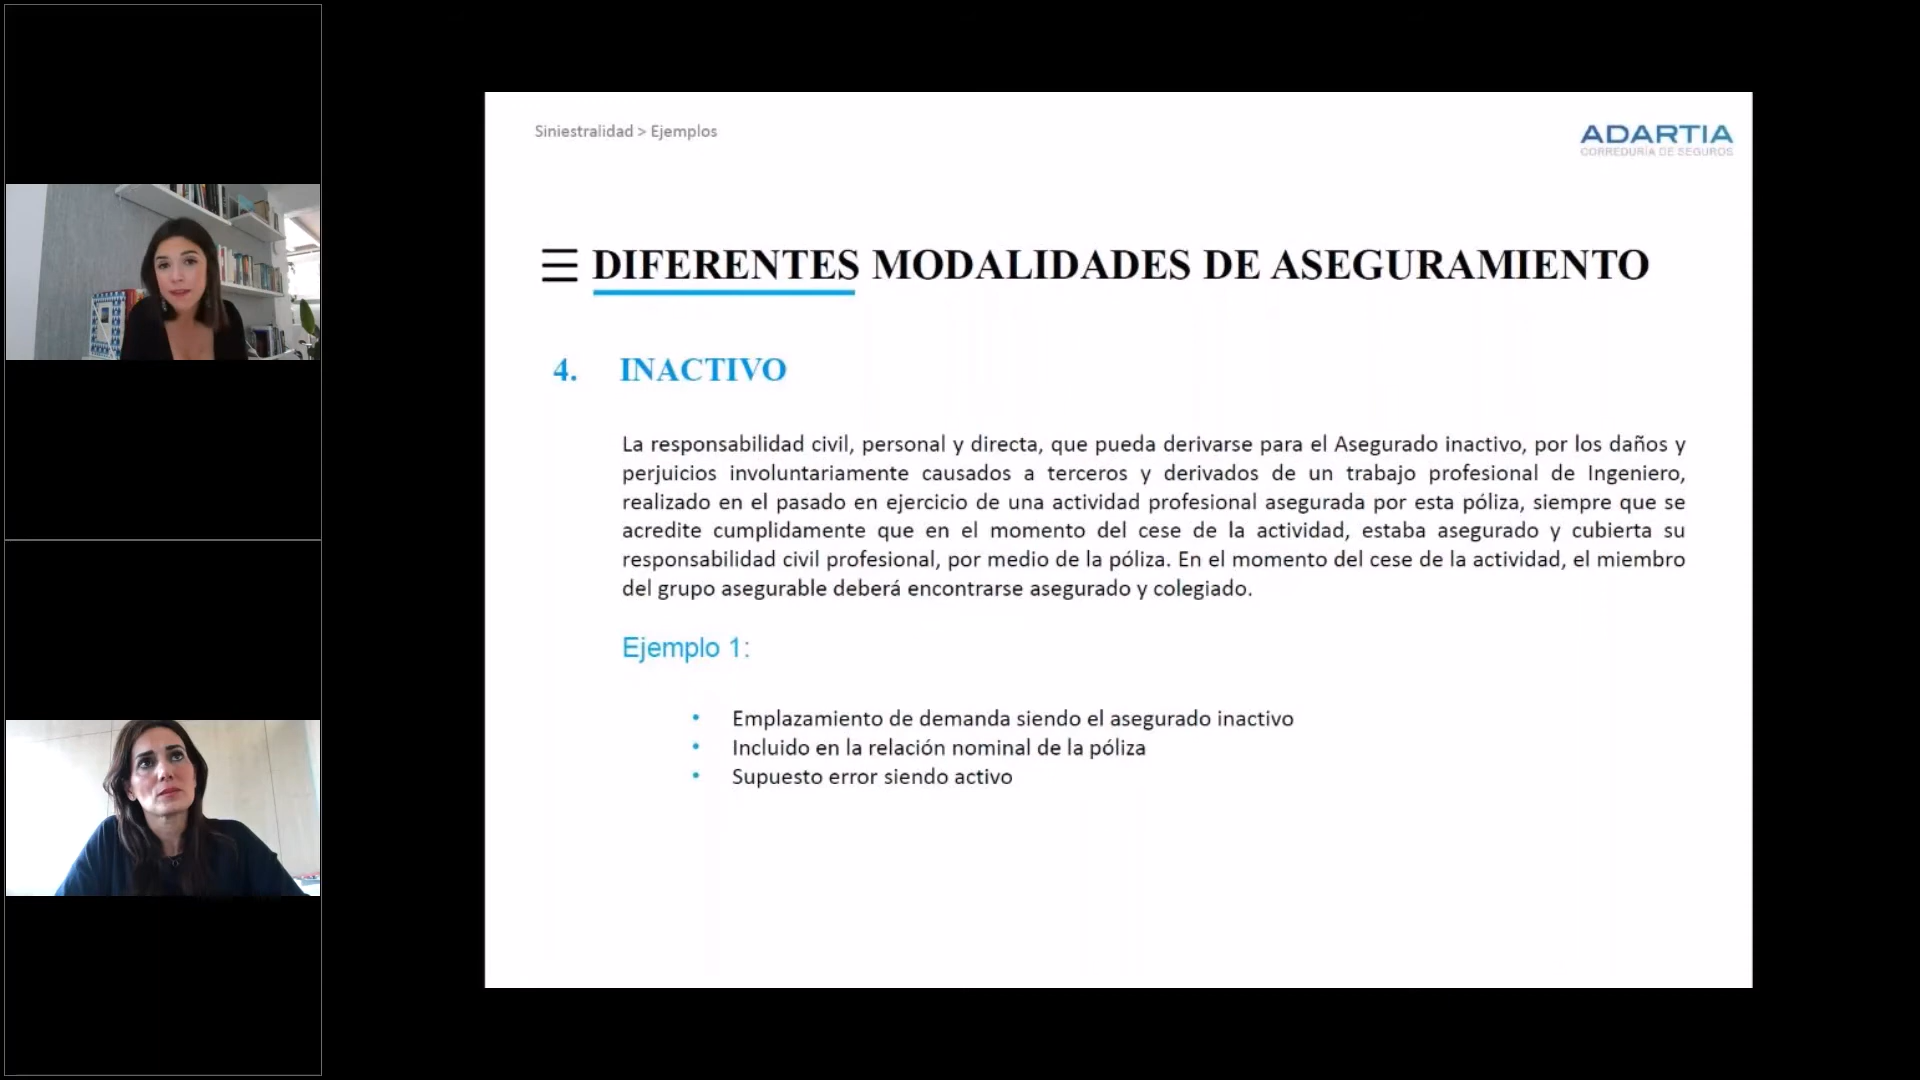 Siniestralidad > Ejemplos
ADARTIA
CORREDURÍA DE SEGUROS
DIFERENTES MODALIDADES DE ASEGURAMIENTO
4. INACTIVO
La responsabilidad civil, personal y directa, que pueda derivarse para el Asegurado inactivo, por los daños y
perjuicios involuntariamente causados a terceros y derivados de un trabajo profesional de Ingeniero,
realizado en el pasado en ejercicio de una actividad profesional asegurada por esta póliza, siempre que se
acredite cumplidamente que en el momento del cese de la actividad, estaba asegurado y cubierta su
responsabilidad civil profesional, por medio de la póliza. En el momento del cese de la actividad, el miembro
del grupo asegurable deberá encontrarse asegurado y colegiado.
Ejemplo 1:
• Emplazamiento de demanda siendo el asegurado inactivo
• Incluido en la relación nominal de la póliza
• Supuesto error siendo activo